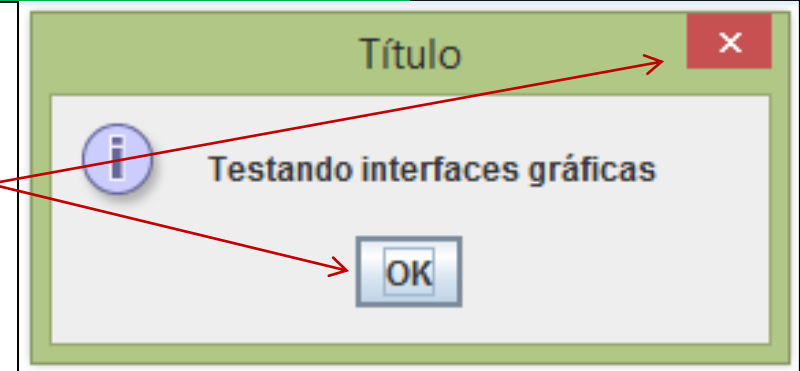 Título
×
i
Testando interfaces gráficas
OK